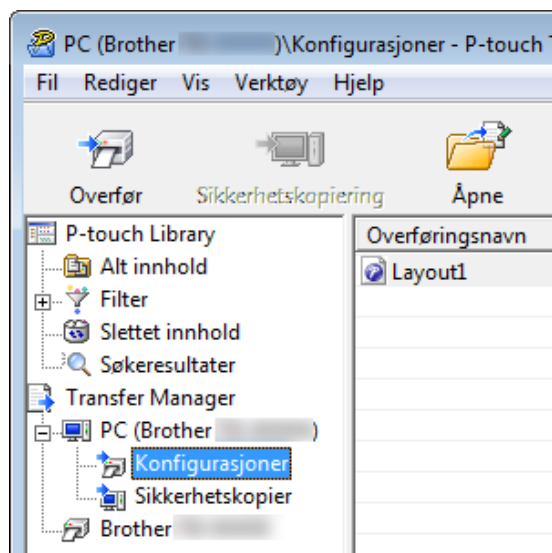 PC (Brother )\Konfigurasjoner - P-touch
Fil Rediger Vis Verktøy Hjelp
Overfør Sikkerhetskopiering Åpne
P-touch Library
Alt innhold
Filter
Slettet innhold
Søkeresultater
Transfer Manager
PC (Brother )
Konfigurasjoner
Sikkerhetskopier
Brother
Overføringsnavn
Layout1